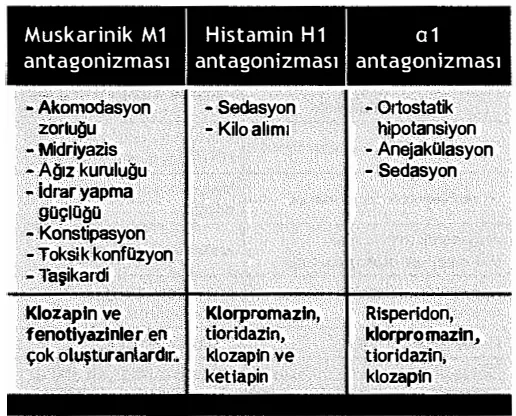 Muskarinik M1
antagonizması
Histamin H1
antagonizması
α1
antagonizması
- Akomodasyon
zorluğu
- Midriyazis
- Ağız kuruluğu
- İdrar yapma
güçlüğü
- Konstipasyon
- Toksik konfüzyon
- Taşikardi
- Sedasyon
- Kilo alımı
- Ortostatik
hipotansiyon
- Anejakülasyon
- Sedasyon
Klozapin ve
fenotiyazinler en
çok oluşturanlardır..
Klorpromazin,
tioridazin,
klozapin ve
ketiapin
Risperidon,
klorpromazin,
tioridazin,
klozapin